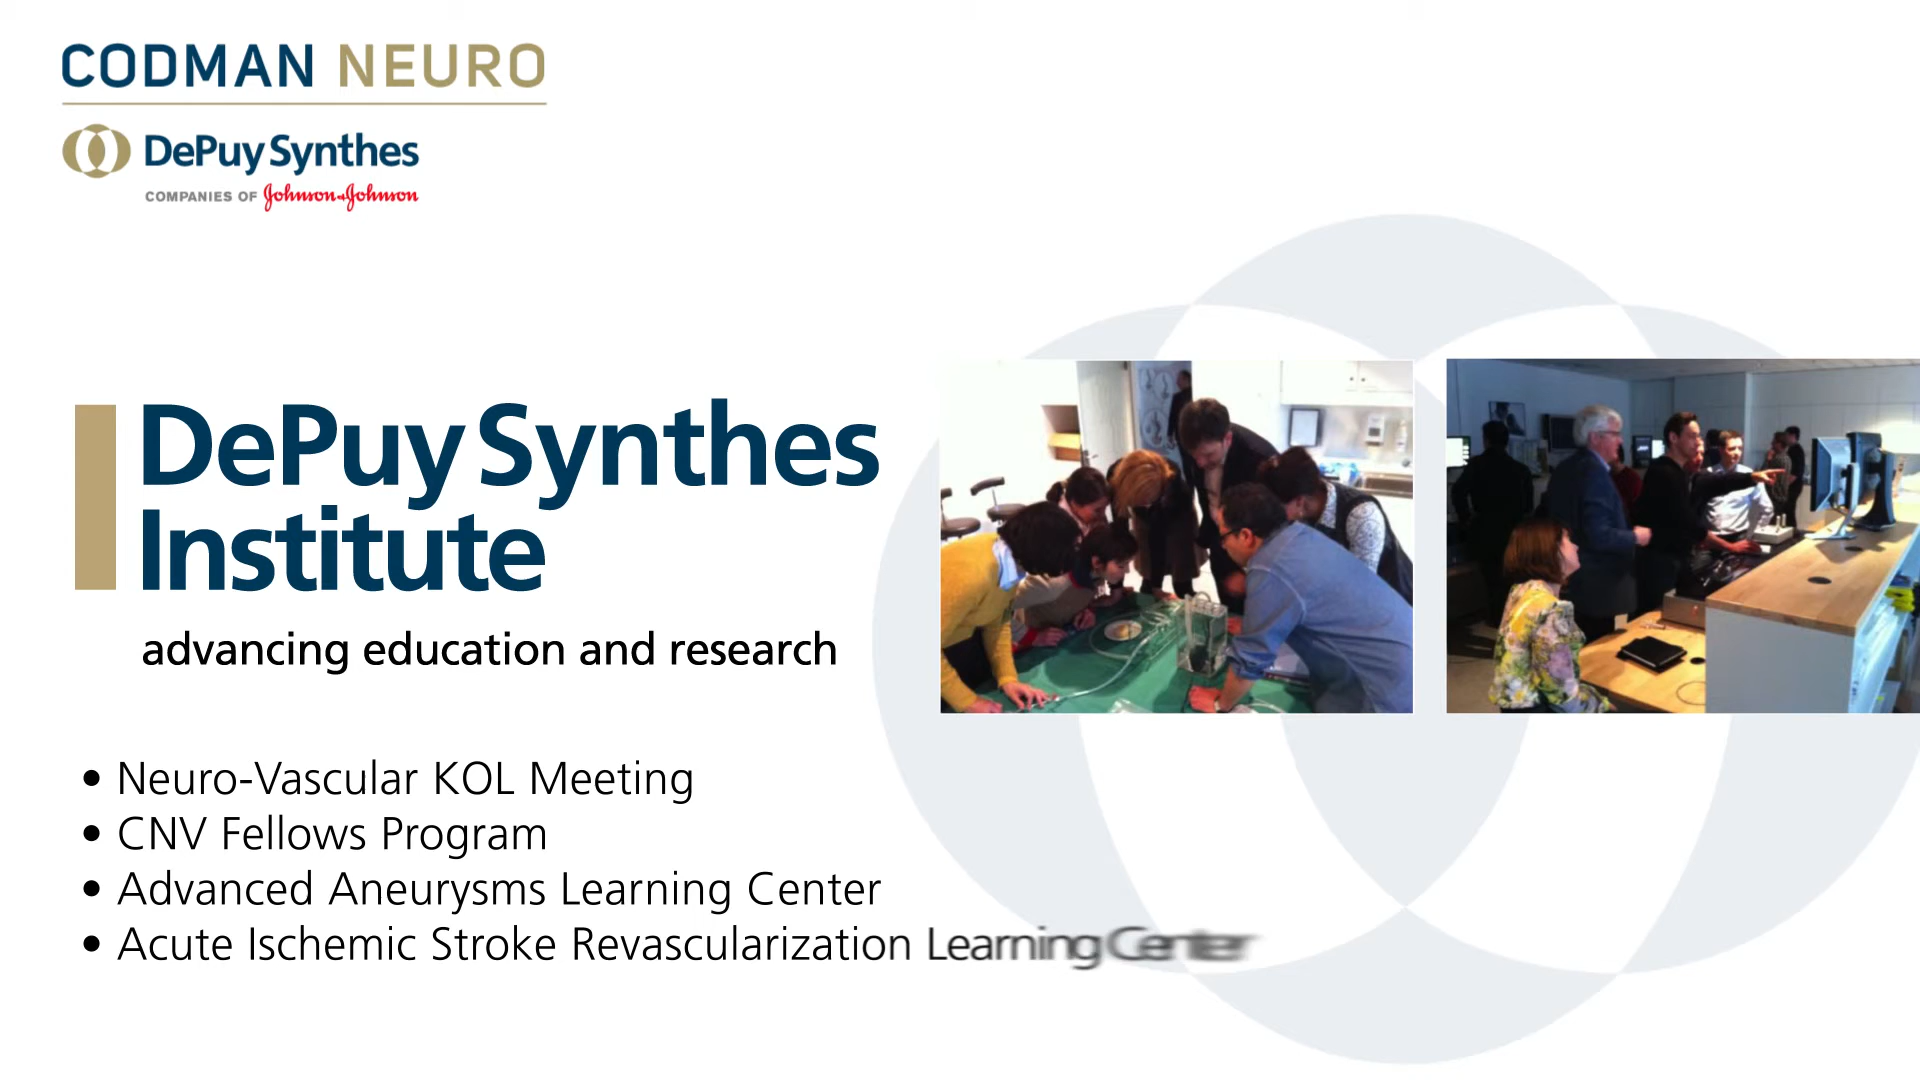 CODMAN NEURO
DePuy Synthes
COMPANIES OF Johnson & Johnson
DePuy Synthes
Institute
advancing education and research
• Neuro-Vascular KOL Meeting
• CNV Fellows Program
• Advanced Aneurysms Learning Center
• Acute Ischemic Stroke Revascularization Learning Center